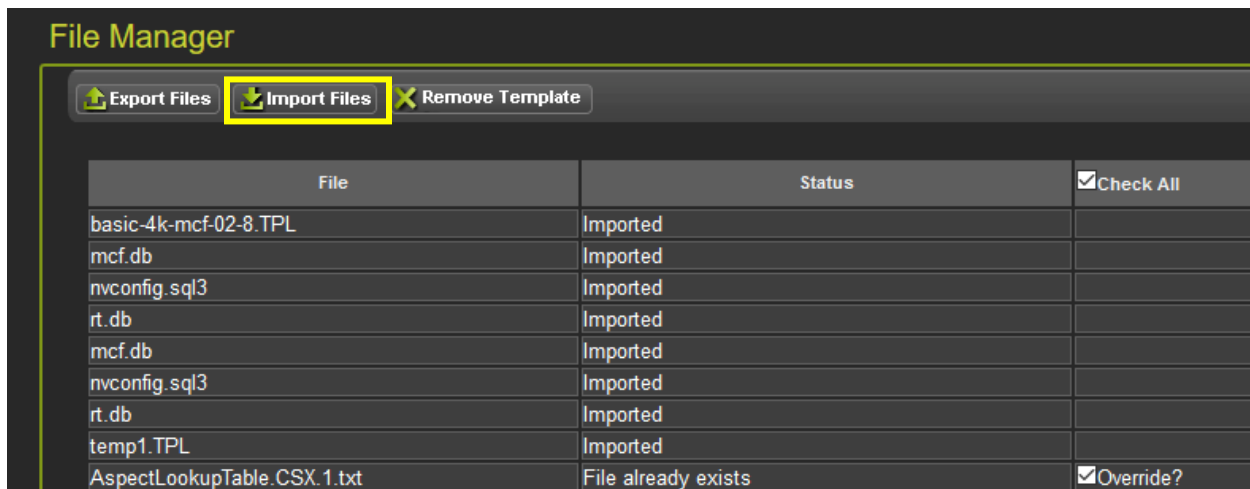 File Manager
Export Files Import Files Remove Template
File Status Check All
basic-4k-mcf-02-8.TPL Imported
mcf.db Imported
nvconfig.sql3 Imported
rt.db Imported
mcf.db Imported
nvconfig.sql3 Imported
rt.db Imported
temp1.TPL Imported
AspectLookupTable.CSX.1.txt File already exists Override?